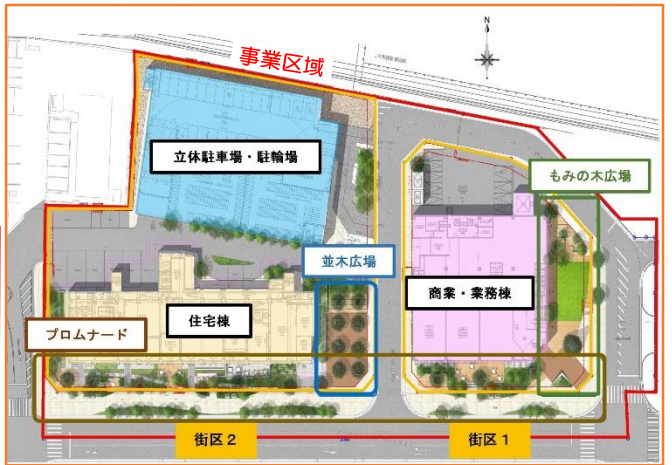 事業区域
N
立体駐車場・駐輪場
もみの木広場
並木広場
商業・業務棟
住宅棟
プロムナード
街区２
街区１